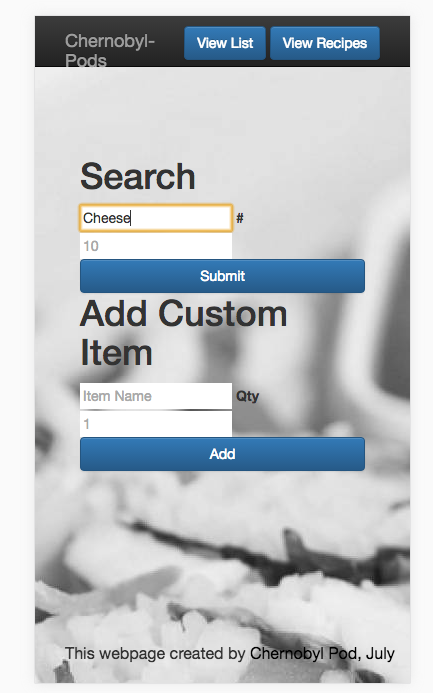 Chernobyl-
Pods
View List
View Recipes
Search
Cheese #
10
Submit
Add Custom
Item
Item Name Qty
1
Add
This webpage created by Chernobyl Pod, July